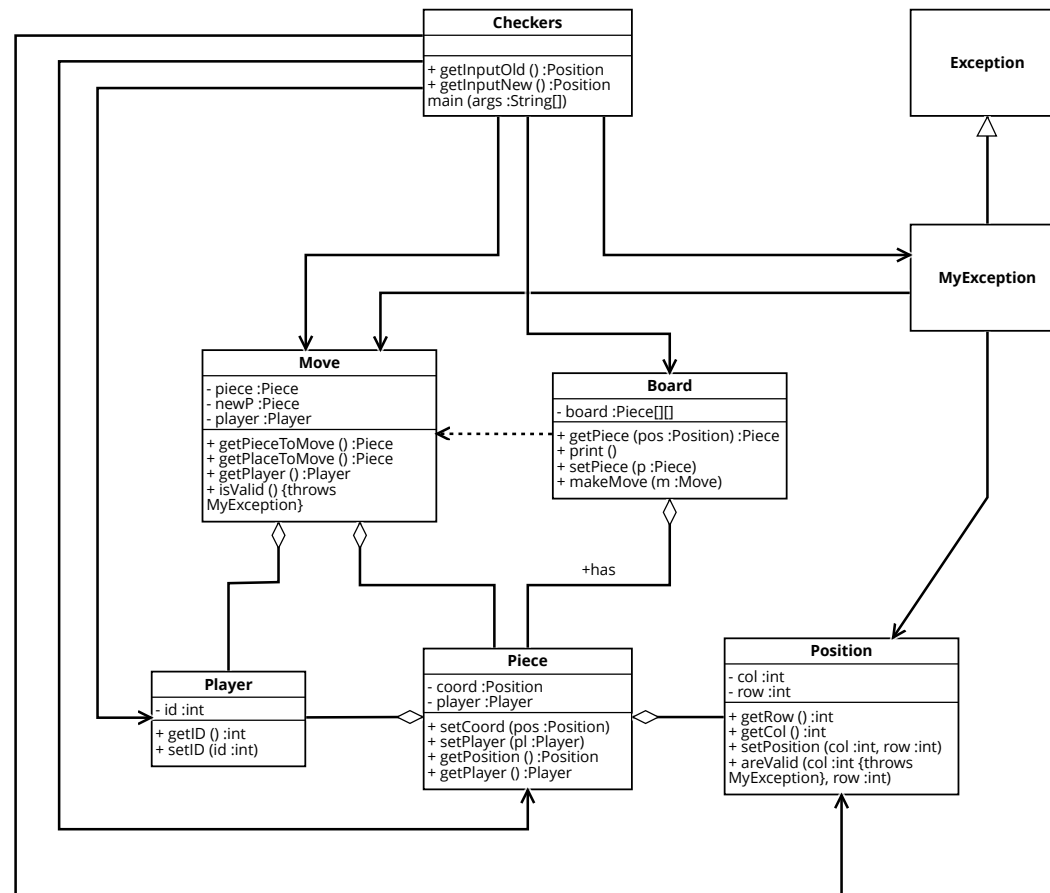 Checkers
+ getInputOld () :Position
+ getInputNew () :Position
main (args :String[])
Exception
MyException
Move
- piece :Piece
- newP :Piece
- player :Player
+ getPieceToMove () :Piece
+ getPlaceToMove () :Piece
+ getPlayer () :Player
+ isValid () {throws
MyException}
Board
- board :Piece[][]
+ getPiece (pos :Position) :Piece
+ print ()
+ setPiece (p :Piece)
+ makeMove (m :Move)
+has
Player
- id :int
+ getID () :int
+ setID (id :int)
Piece
- coord :Position
- player :Player
+ setCoord (pos :Position)
+ setPlayer (pl :Player)
+ getPosition () :Position
+ getPlayer () :Player
Position
- col :int
- row :int
+ getRow () :int
+ getCol () :int
+ setPosition (col :int, row :int)
+ areValid (col :int {throws
MyException}, row :int)